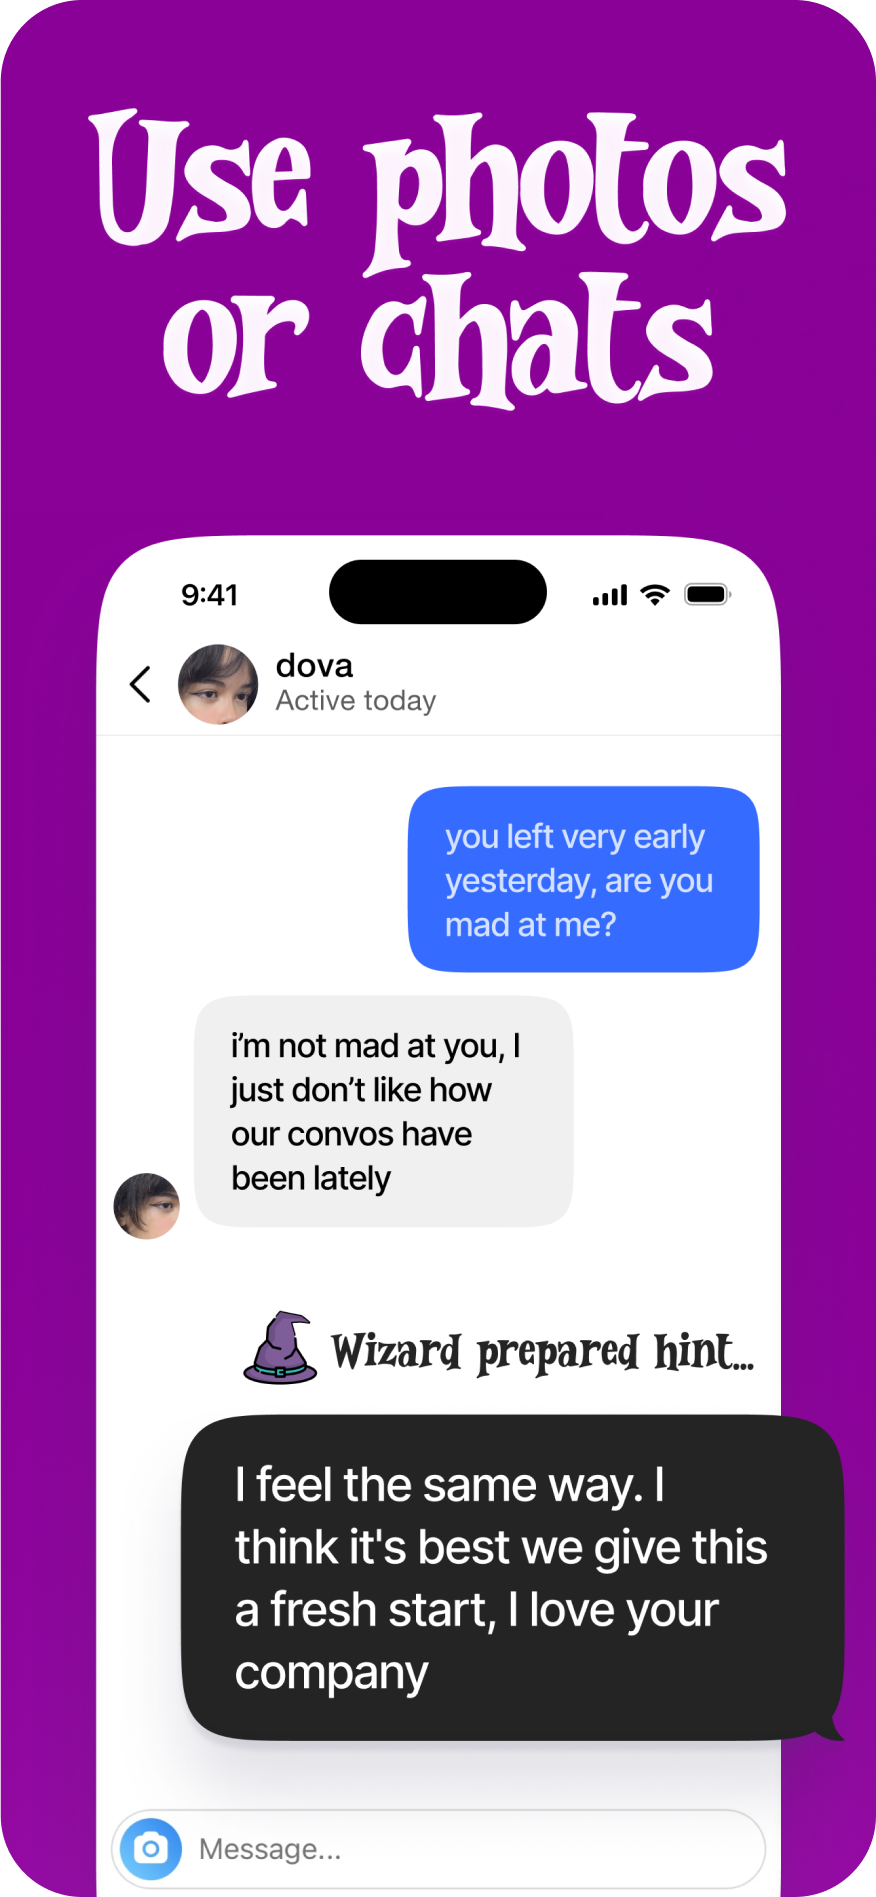 Use photos
or chats
9:41
dova
Active today
you left very early
yesterday, are you
mad at me?
i’m not mad at you, I
just don’t like how
our convos have
been lately
Wizard prepared hint...
I feel the same way. I
think it's best we give this
a fresh start, I love your
company
Message...